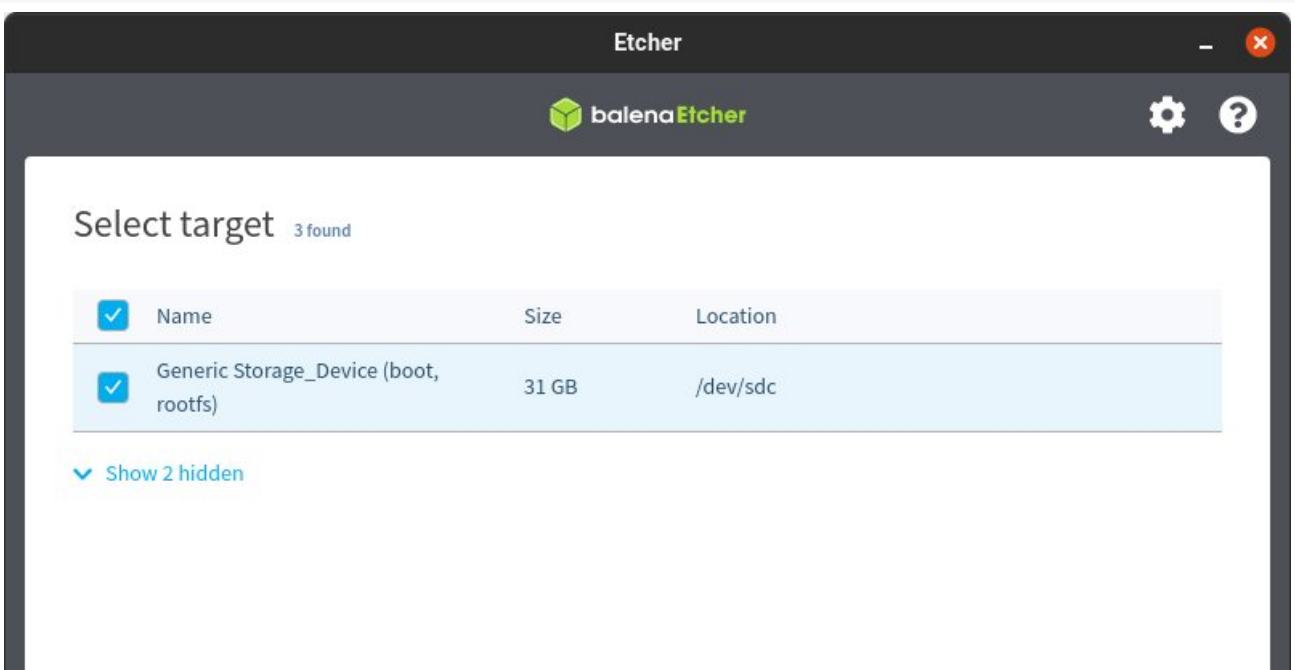 Etcher
balenaEtcher
Select target 3 found
Name Size Location
Generic Storage_Device (boot,
rootfs) 31 GB /dev/sdc
Show 2 hidden